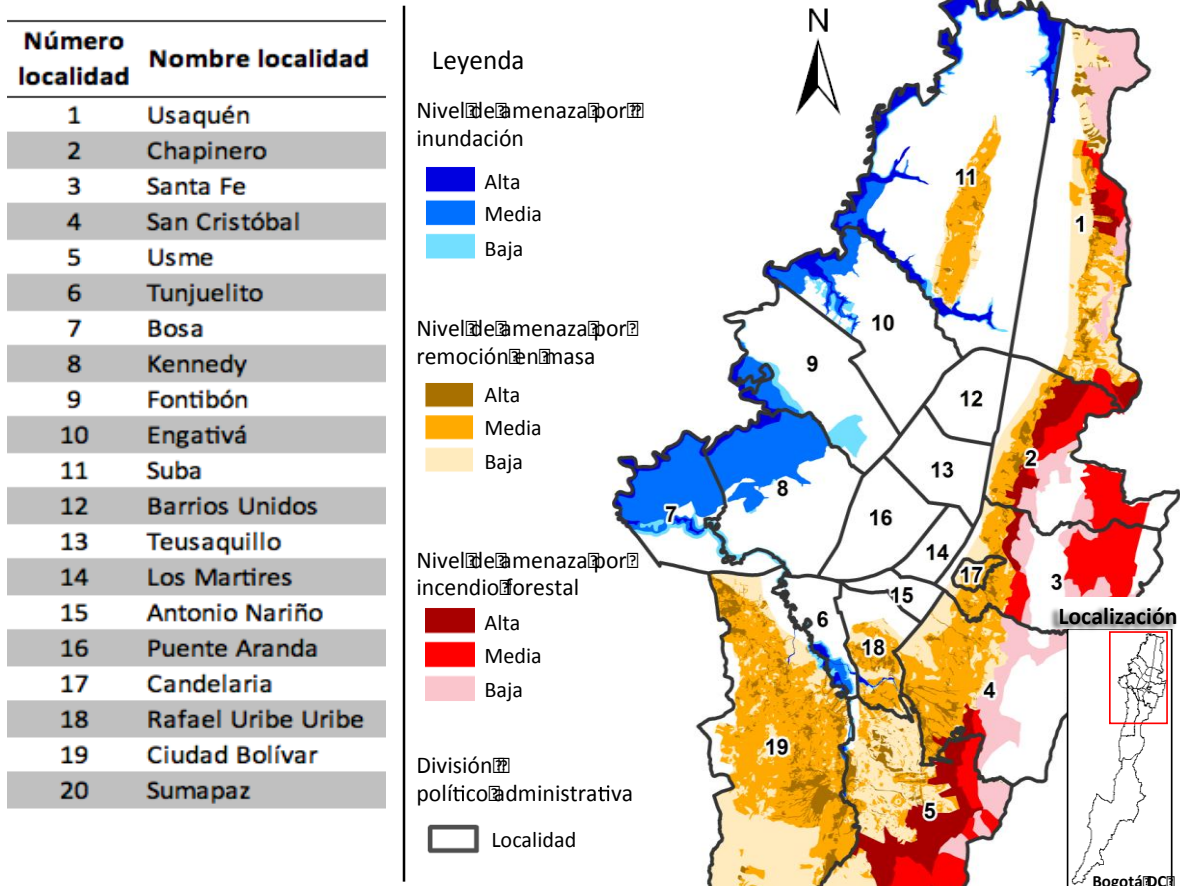 Número localidad Nombre localidad
1 Usaquén
2 Chapinero
3 Santa Fe
4 San Cristóbal
5 Usme
6 Tunjuelito
7 Bosa
8 Kennedy
9 Fontibón
10 Engativá
11 Suba
12 Barrios Unidos
13 Teusaquillo
14 Los Martires
15 Antonio Nariño
16 Puente Aranda
17 Candelaria
18 Rafael Uribe Uribe
19 Ciudad Bolívar
20 Sumapaz
Leyenda
Nivel de amenaza por
inundación
Alta
Media
Baja
Nivel de amenaza por
remoción en masa
Alta
Media
Baja
Nivel de amenaza por
incendio forestal
Alta
Media
Baja
División
político administrativa
Localidad
N
11
1
10
9
12
2
13
8
7
16
14
17
3
15
6
18
4
19
5
Localización
Bogotá DC